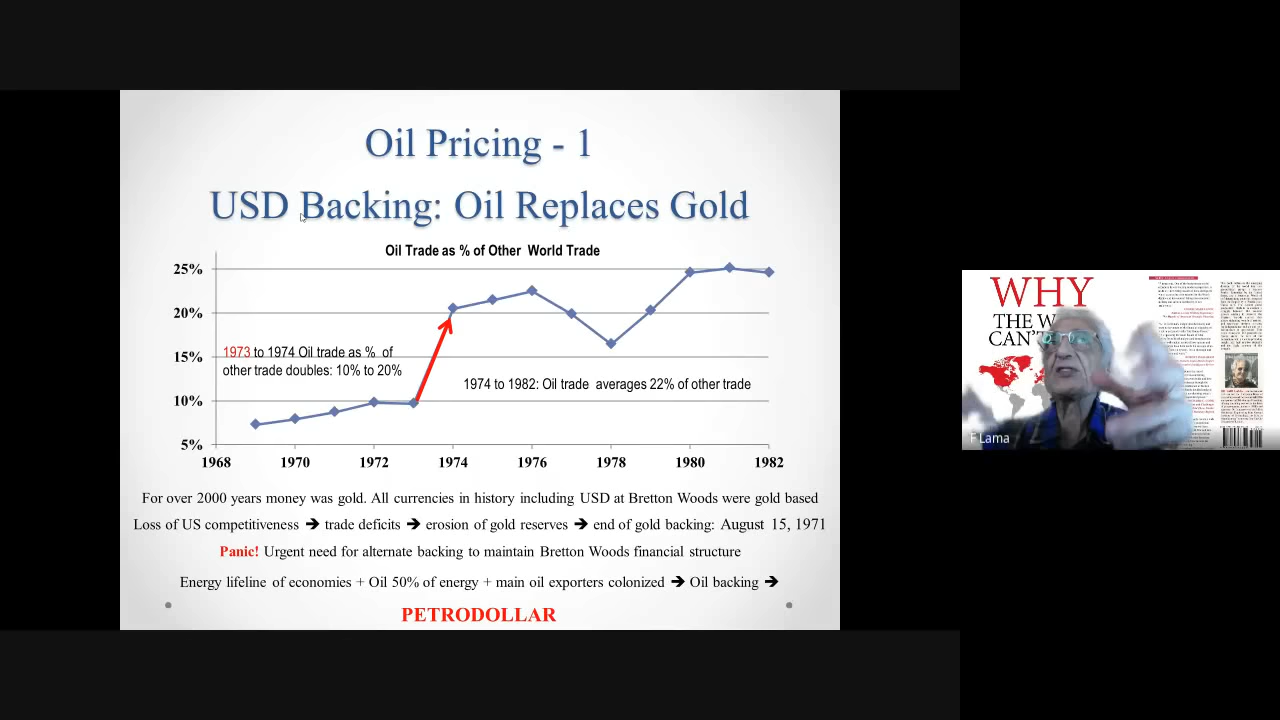 Oil Pricing - 1
USD Backing: Oil Replaces Gold
Oil Trade as % of Other World Trade
25%
20%
15%
10%
5%
1973 to 1974 Oil trade as % of
other trade doubles: 10% to 20%
1974 to 1982: Oil trade averages 22% of other trade
1968 1970 1972 1974 1976 1978 1980 1982
For over 2000 years money was gold. All currencies in history including USD at Bretton Woods were gold based
Loss of US competitiveness ➔ trade deficits ➔ erosion of gold reserves ➔ end of gold backing: August 15, 1971
Panic! Urgent need for alternate backing to maintain Bretton Woods financial structure
Energy lifeline of economies + Oil 50% of energy + main oil exporters colonized ➔ Oil backing ➔
PETRODOLLAR
WHY
THE W
CAN'T
F Lama